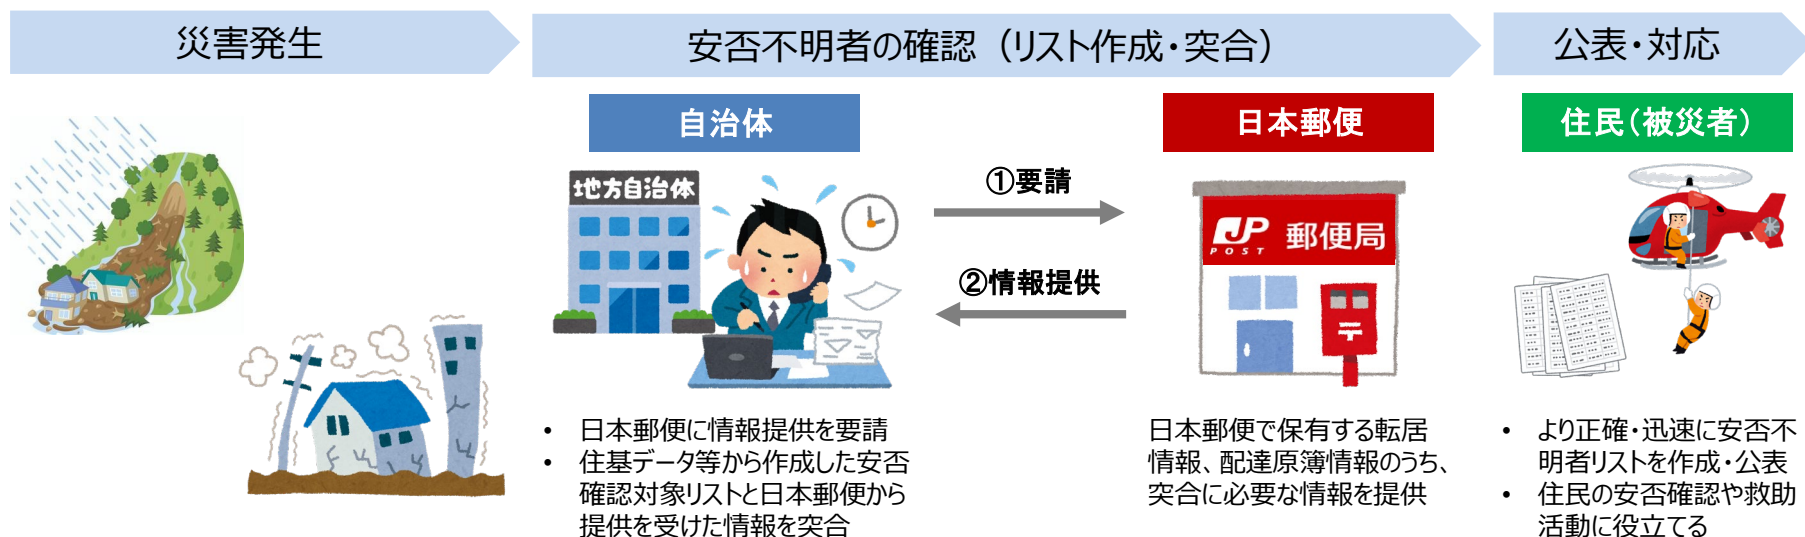 災害発生
安否不明者の確認（リスト作成・突合）
公表・対応
自治体
日本郵便
住民（被災者）
地方自治体
①要請
②情報提供
JP
POST
郵便局
〒
• 日本郵便に情報提供を要請
• 住基データ等から作成した安否
確認対象リストと日本郵便から
提供を受けた情報を突合
日本郵便で保有する転居
情報、配達原簿情報のうち、
突合に必要な情報を提供
• より正確・迅速に安否不
明者リストを作成・公表
• 住民の安否確認や救助
活動に役立てる